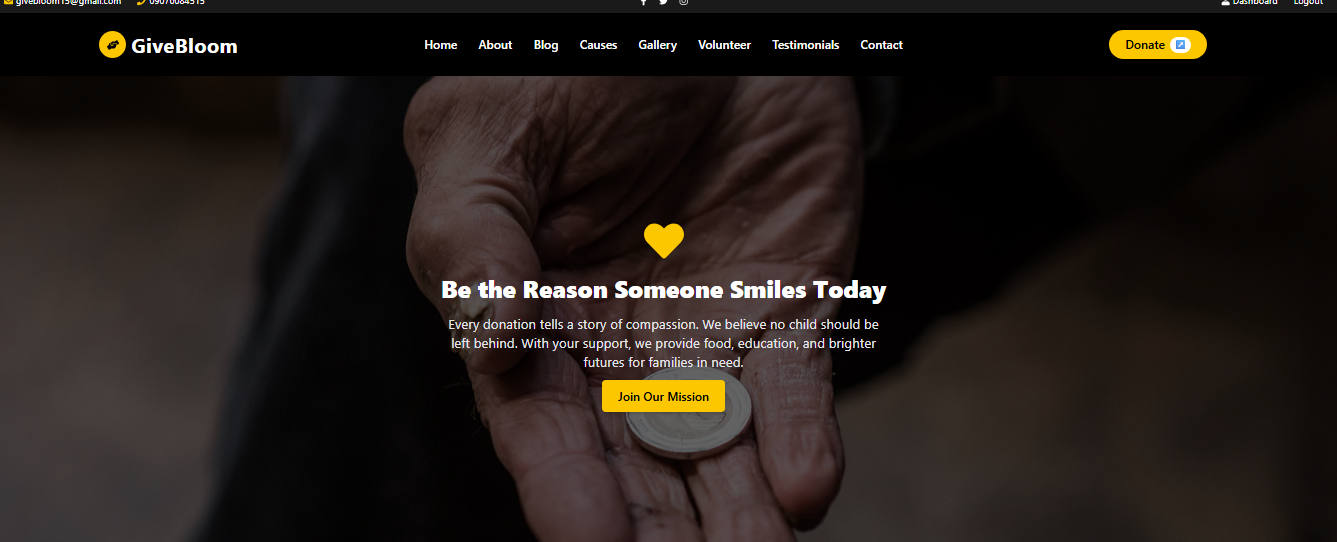 givebloom15@gmail.com 09070084515 Dashboard Logout
GiveBloom Home About Blog Causes Gallery Volunteer Testimonials Contact Donate
Be the Reason Someone Smiles Today
Every donation tells a story of compassion. We believe no child should be
left behind. With your support, we provide food, education, and brighter
futures for families in need.
Join Our Mission